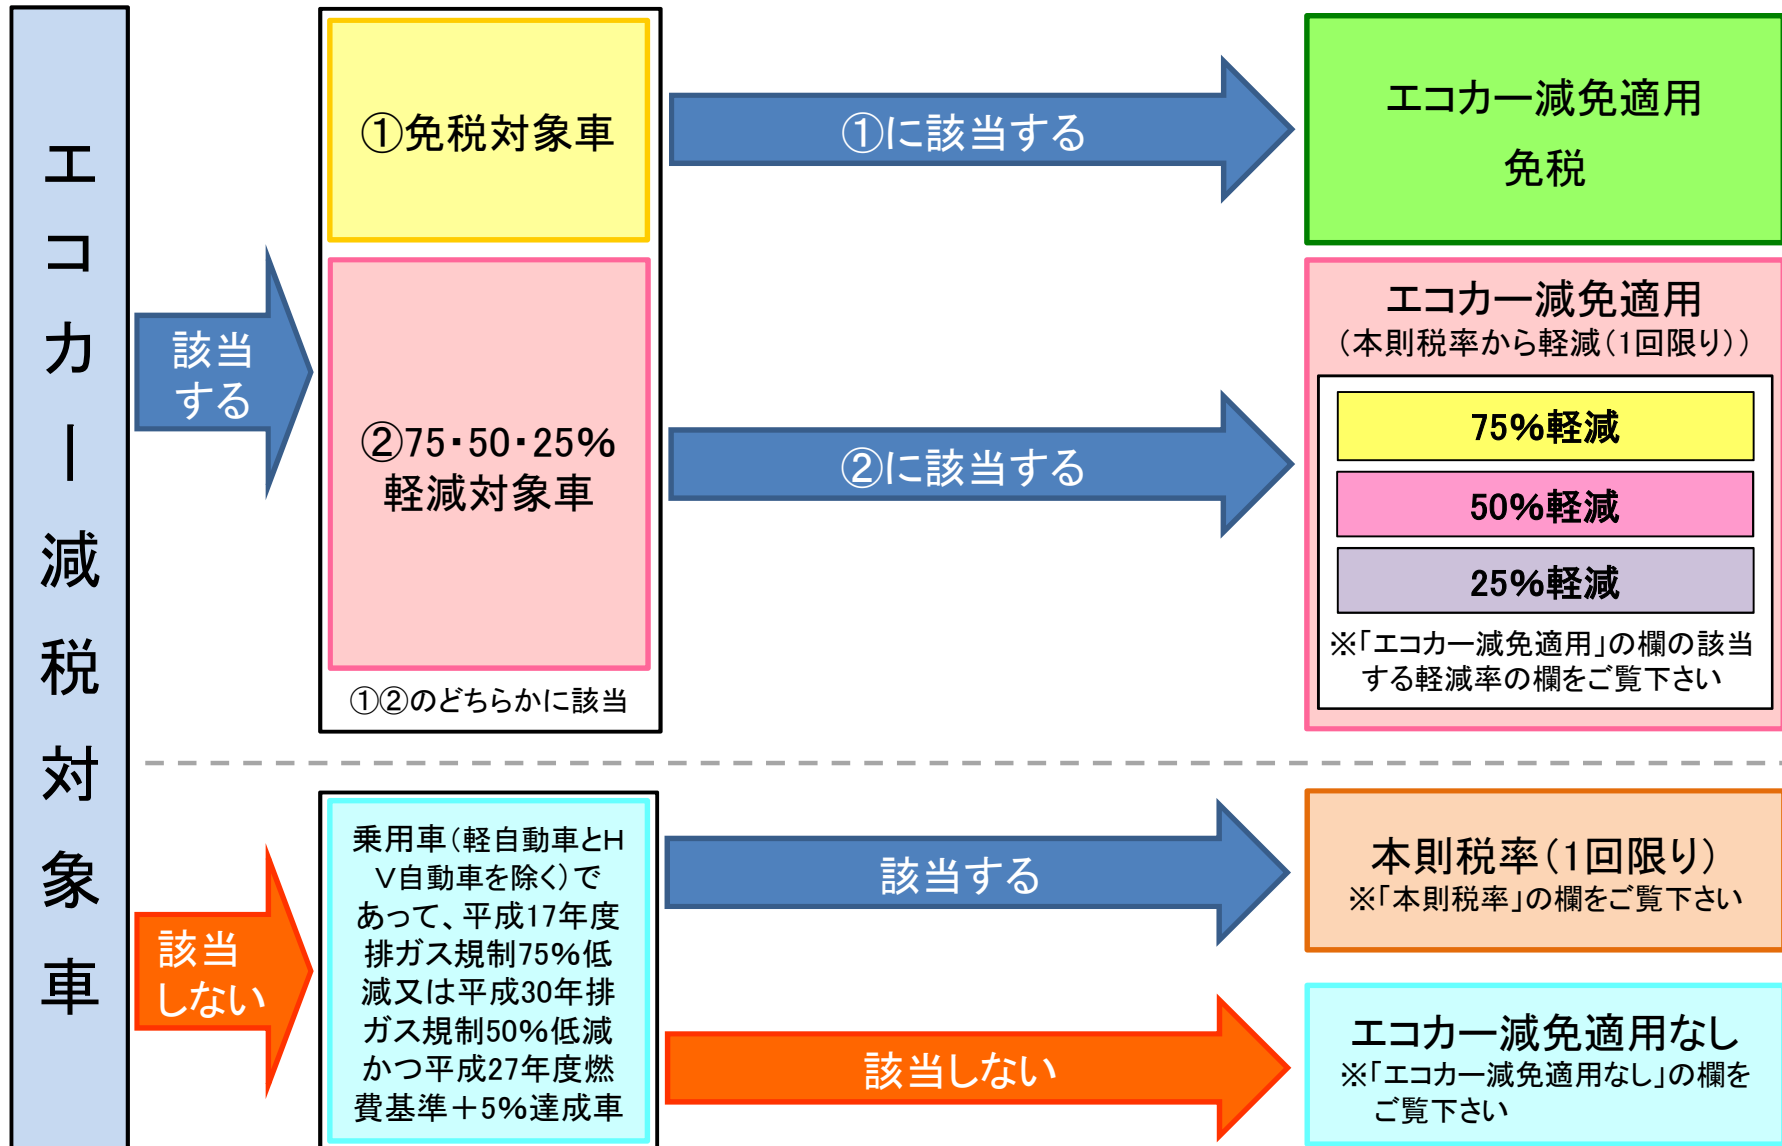 エコカー減税対象車
該当
する
①免税対象車
②75・50・25%
軽減対象車
①②のどちらかに該当
①に該当する
②に該当する
エコカー減免適用
免税
エコカー減免適用
（本則税率から軽減（1回限り））
75%軽減
50%軽減
25%軽減
※「エコカー減免適用」の欄の該当
する軽減率の欄をご覧下さい
該当
しない
乗用車（軽自動車とH
V自動車を除く）で
あって、平成17年度
排ガス規制75%低
減又は平成30年排
ガス規制50%低減
かつ平成27年度燃
費基準＋5%達成車
該当する
該当しない
本則税率（1回限り）
※「本則税率」の欄をご覧下さい
エコカー減免適用なし
※「エコカー減免適用なし」の欄を
ご覧下さい